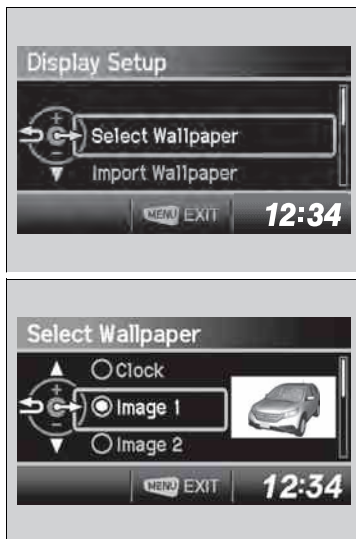 Display Setup
Select Wallpaper
Import Wallpaper
MENU EXIT 12:34
Select Wallpaper
Clock
Image 1
Image 2
MENU EXIT 12:34